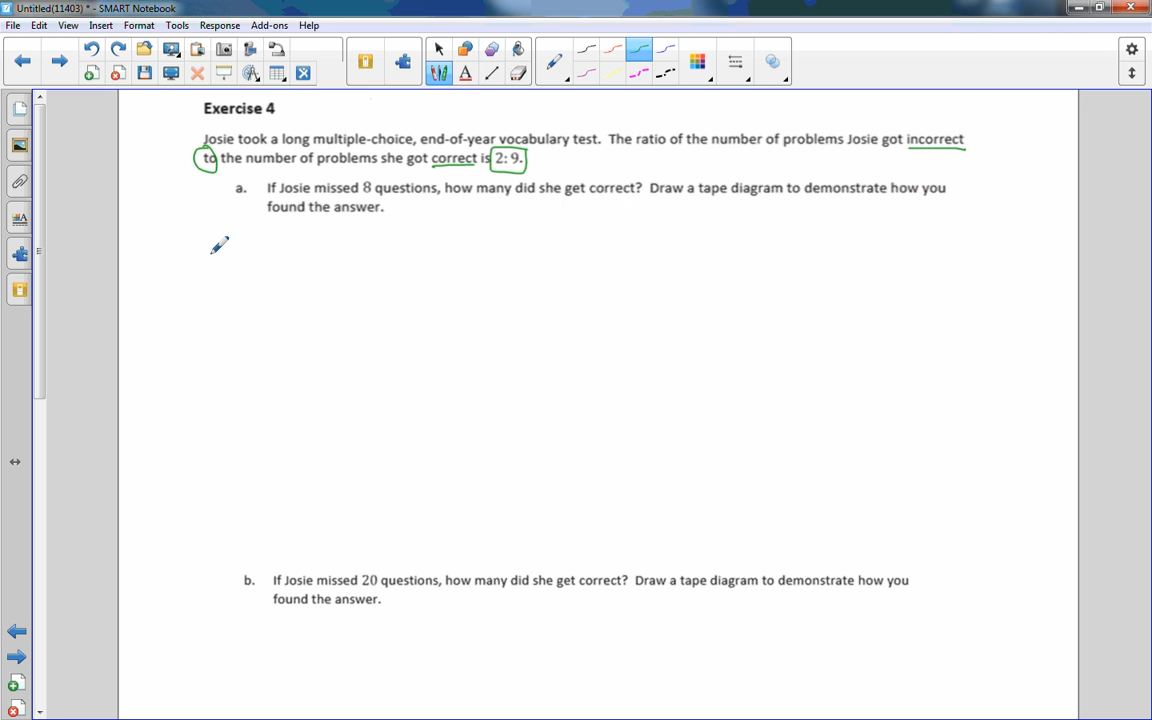 Untitled(11403) * - SMART Notebook
File Edit View Insert Format Tools Response Add-ons Help
Exercise 4
Josie took a long multiple-choice, end-of-year vocabulary test. The ratio of the number of problems Josie got incorrect
to the number of problems she got correct is 2: 9.
a. If Josie missed 8 questions, how many did she get correct? Draw a tape diagram to demonstrate how you
found the answer.
b. If Josie missed 20 questions, how many did she get correct? Draw a tape diagram to demonstrate how you
found the answer.